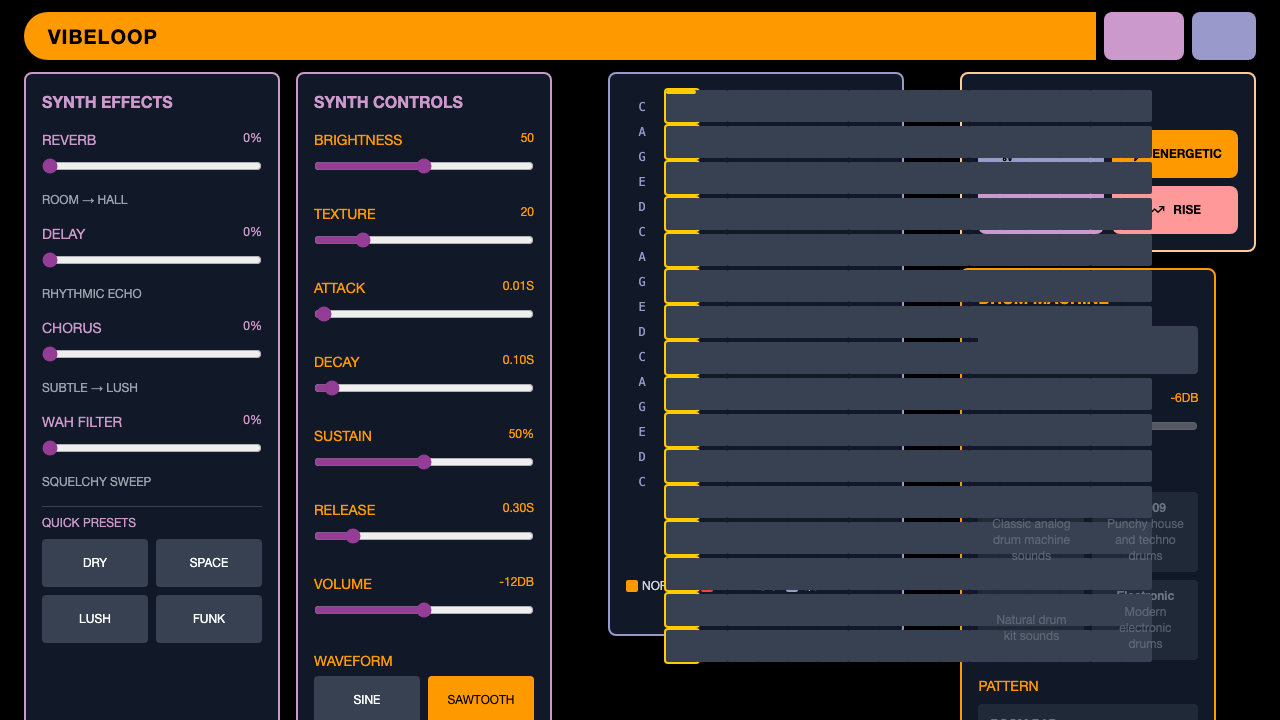 VIBELOOP
SYNTH EFFECTS
REVERB
0%
ROOM → HALL
DELAY
0%
RHYTHMIC ECHO
CHORUS
0%
SUBTLE → LUSH
WAH FILTER
0%
SQUELCHY SWEEP
QUICK PRESETS
DRY
SPACE
LUSH
FUNK
SYNTH CONTROLS
BRIGHTNESS
50
TEXTURE
20
ATTACK
0.01S
DECAY
0.10S
SUSTAIN
50%
RELEASE
0.30S
VOLUME
-12DB
WAVEFORM
SINE
SAWTOOTH
C
A
G
E
D
C
A
G
E
D
C
A
G
E
D
C
ENERGETIC
RISE
DRUM MACHINE
-6DB
Classic analog
drum machine
sounds
09
Punchy house
and techno
drums
Natural drum
kit sounds
Electronic
Modern
electronic
drums
PATTERN